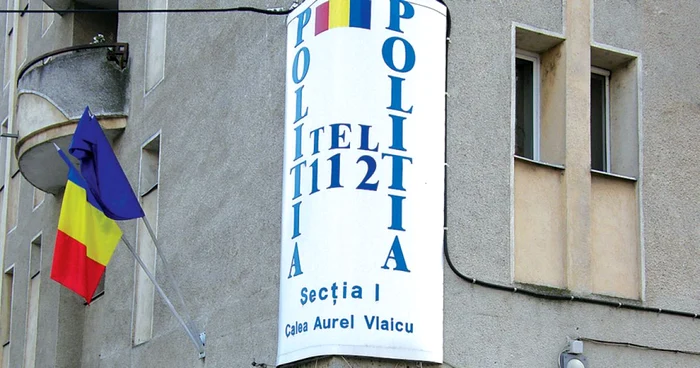 POLITIA
POLITIA
TEL
112
Secția I
Calea Aurel Vlaicu